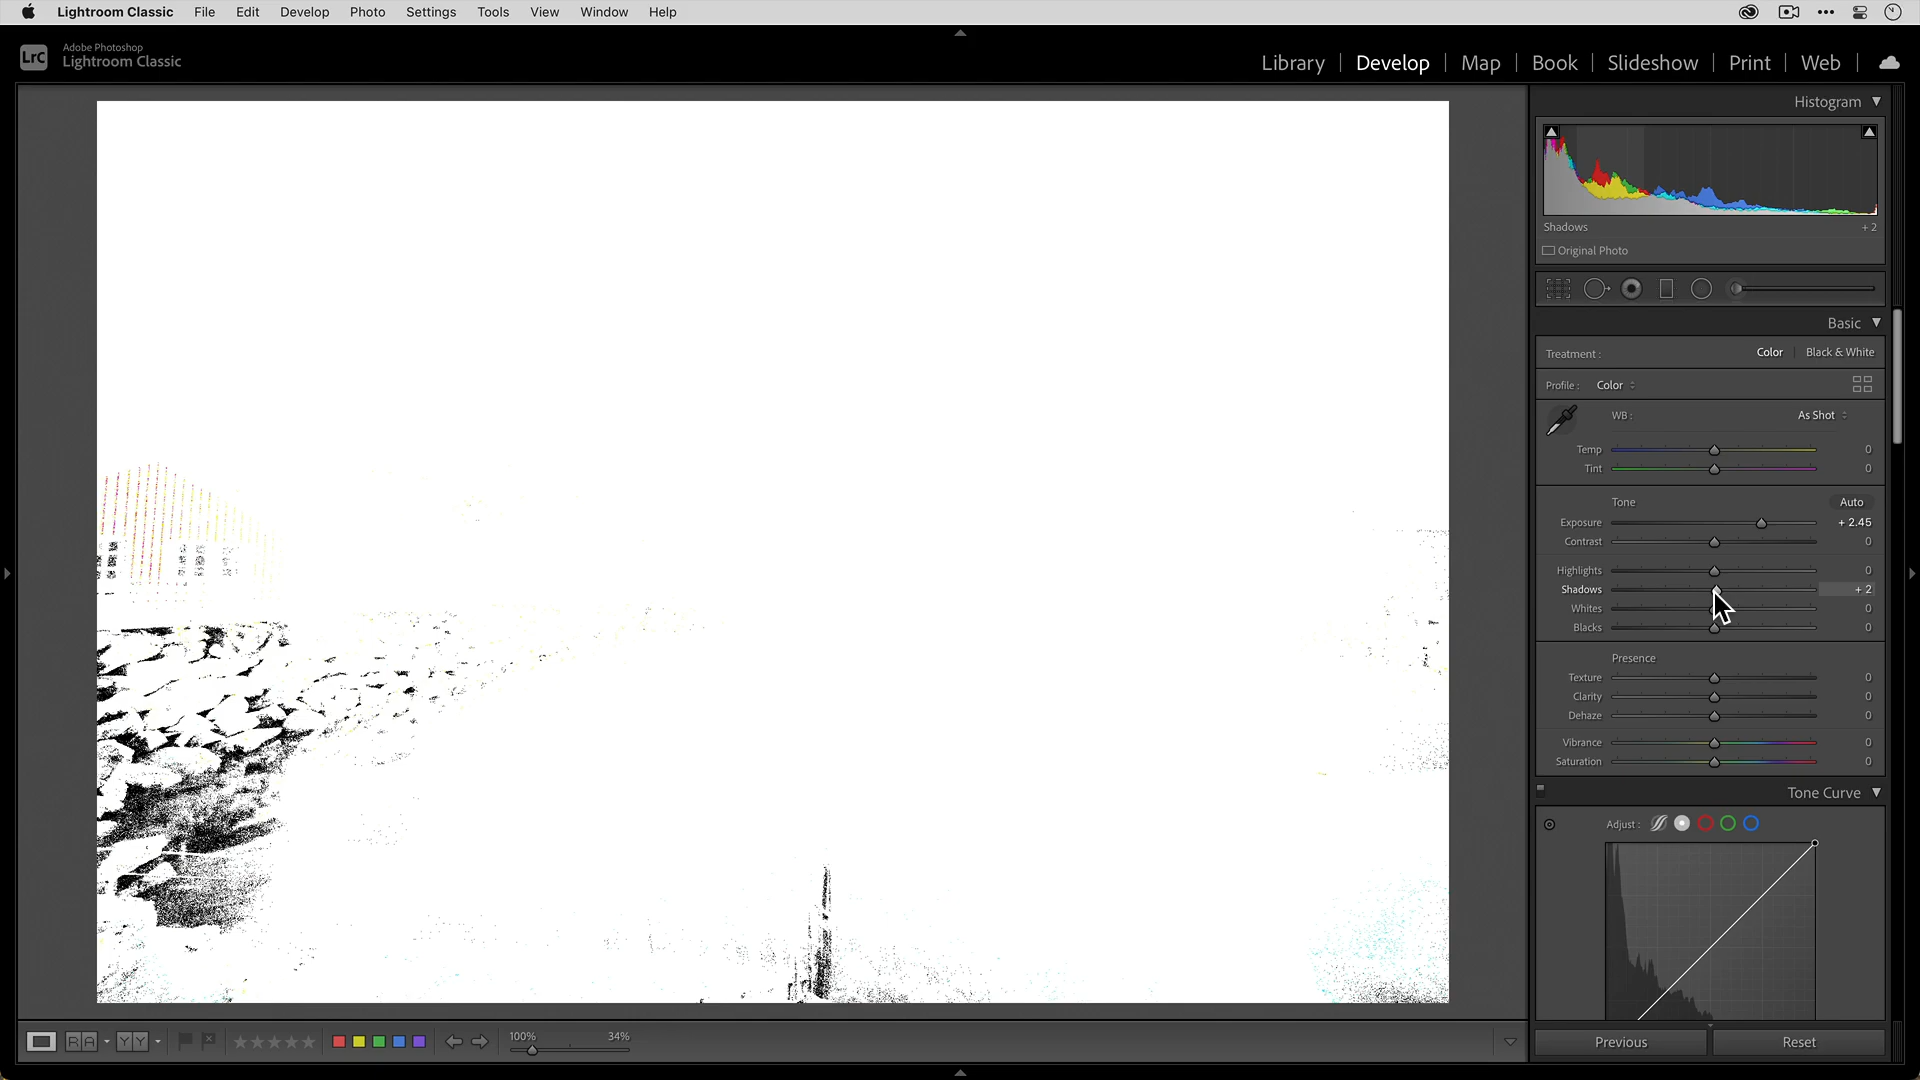 Lightroom Classic File Edit Develop Photo Settings Tools View Window Help
LrC
Adobe Photoshop
Lightroom Classic
Library | Develop | Map | Book | Slideshow | Print | Web |
Histogram
Shadows + 2
Original Photo
Basic
Treatment : Color | Black & White
Profile : Color
WB : As Shot
Temp 0
Tint 0
Tone Auto
Exposure + 2.45
Contrast 0
Highlights 0
Shadows + 2
Whites 0
Blacks 0
Presence
Texture 0
Clarity 0
Dehaze 0
Vibrance 0
Saturation 0
Tone Curve
Adjust :
R A Y Y 100% 34%
Previous Reset